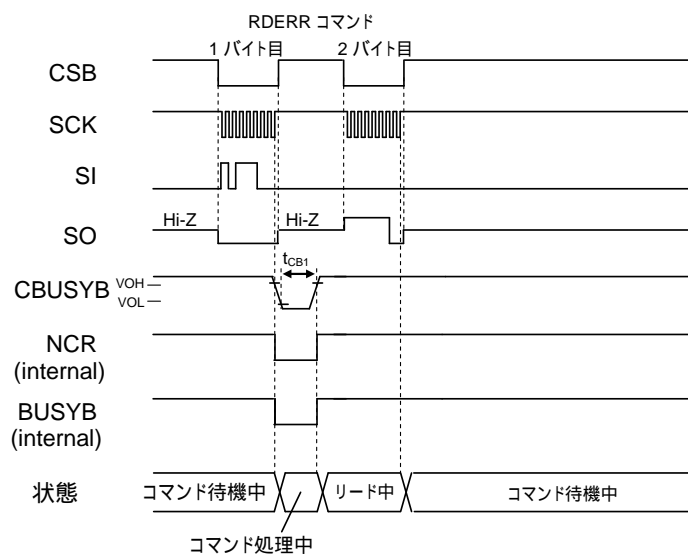 RDERR コマンド
1 バイト目 2 バイト目
CSB
SCK
SI
Hi-Z Hi-Z
SO
tCB1
CBUSYB VOH
VOL
NCR
(internal)
BUSYB
(internal)
状態 コマンド待機中 リード中 コマンド待機中
コマンド処理中